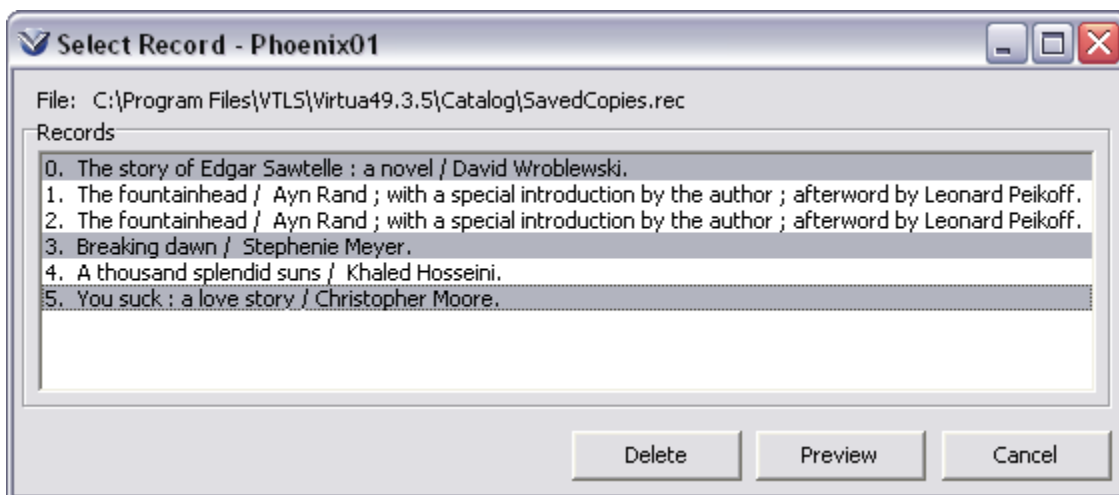 Select Record - Phoenix01
File: C:\Program Files\VTLS\Virtua49.3.5\Catalog\SavedCopies.rec
Records
0. The story of Edgar Sawtelle : a novel / David Wroblewski.
1. The fountainhead / Ayn Rand ; with a special introduction by the author ; afterword by Leonard Peikoff.
2. The fountainhead / Ayn Rand ; with a special introduction by the author ; afterword by Leonard Peikoff.
3. Breaking dawn / Stephenie Meyer.
4. A thousand splendid suns / Khaled Hosseini.
5. You suck : a love story / Christopher Moore.
Delete Preview Cancel